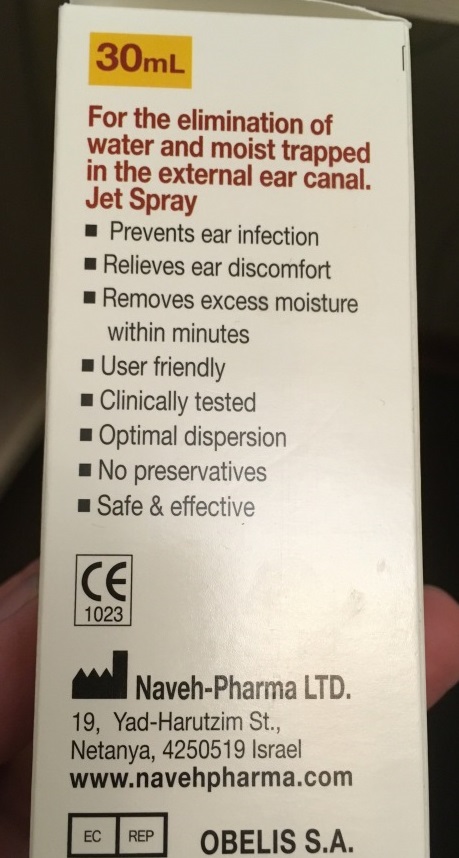 30mL
For the elimination of
water and moist trapped
in the external ear canal.
Jet Spray
▪ Prevents ear infection
▪ Relieves ear discomfort
▪ Removes excess moisture
within minutes
▪ User friendly
▪ Clinically tested
▪ Optimal dispersion
▪ No preservatives
▪ Safe & effective
CE
1023
Naveh-Pharma LTD.
19, Yad-Harutzim St.,
Netanya, 4250519 Israel
www.navehpharma.com
EC REP OBELIS S.A.